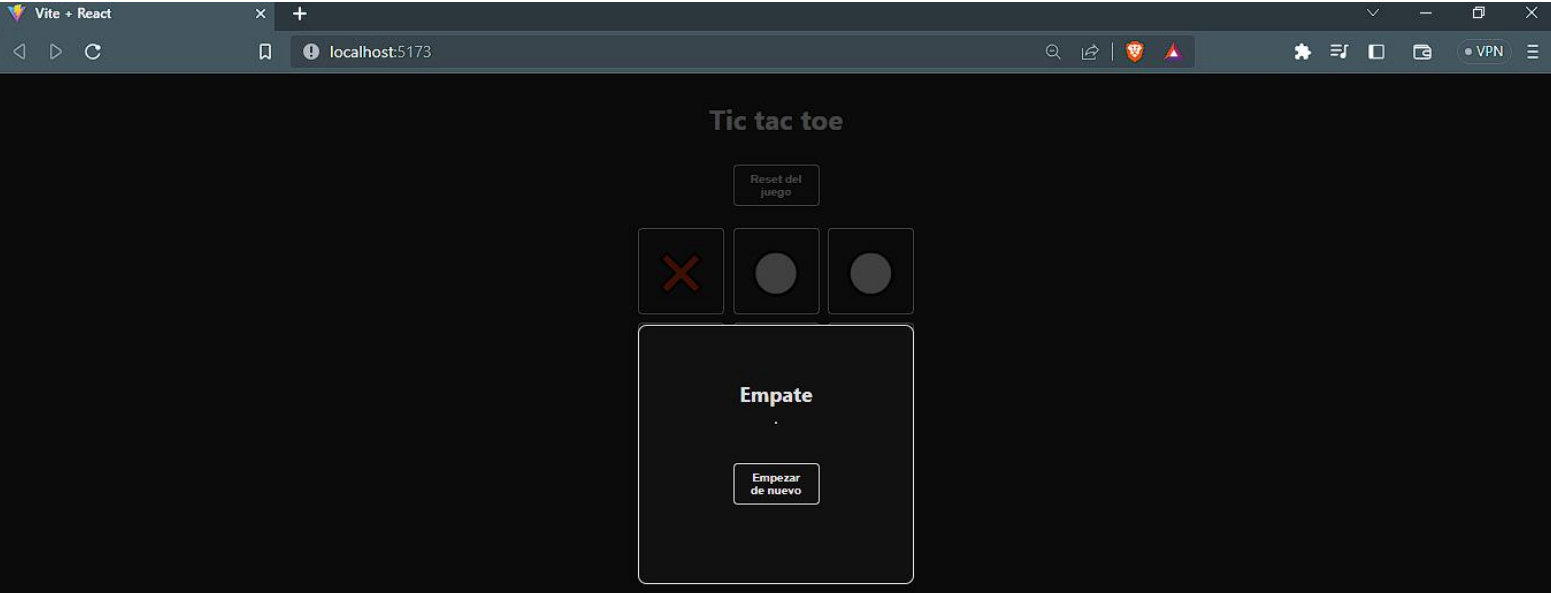 Vite + React
localhost:5173
VPN
Tic tac toe
Reset del
juego
Empate
.
Empezar
de nuevo